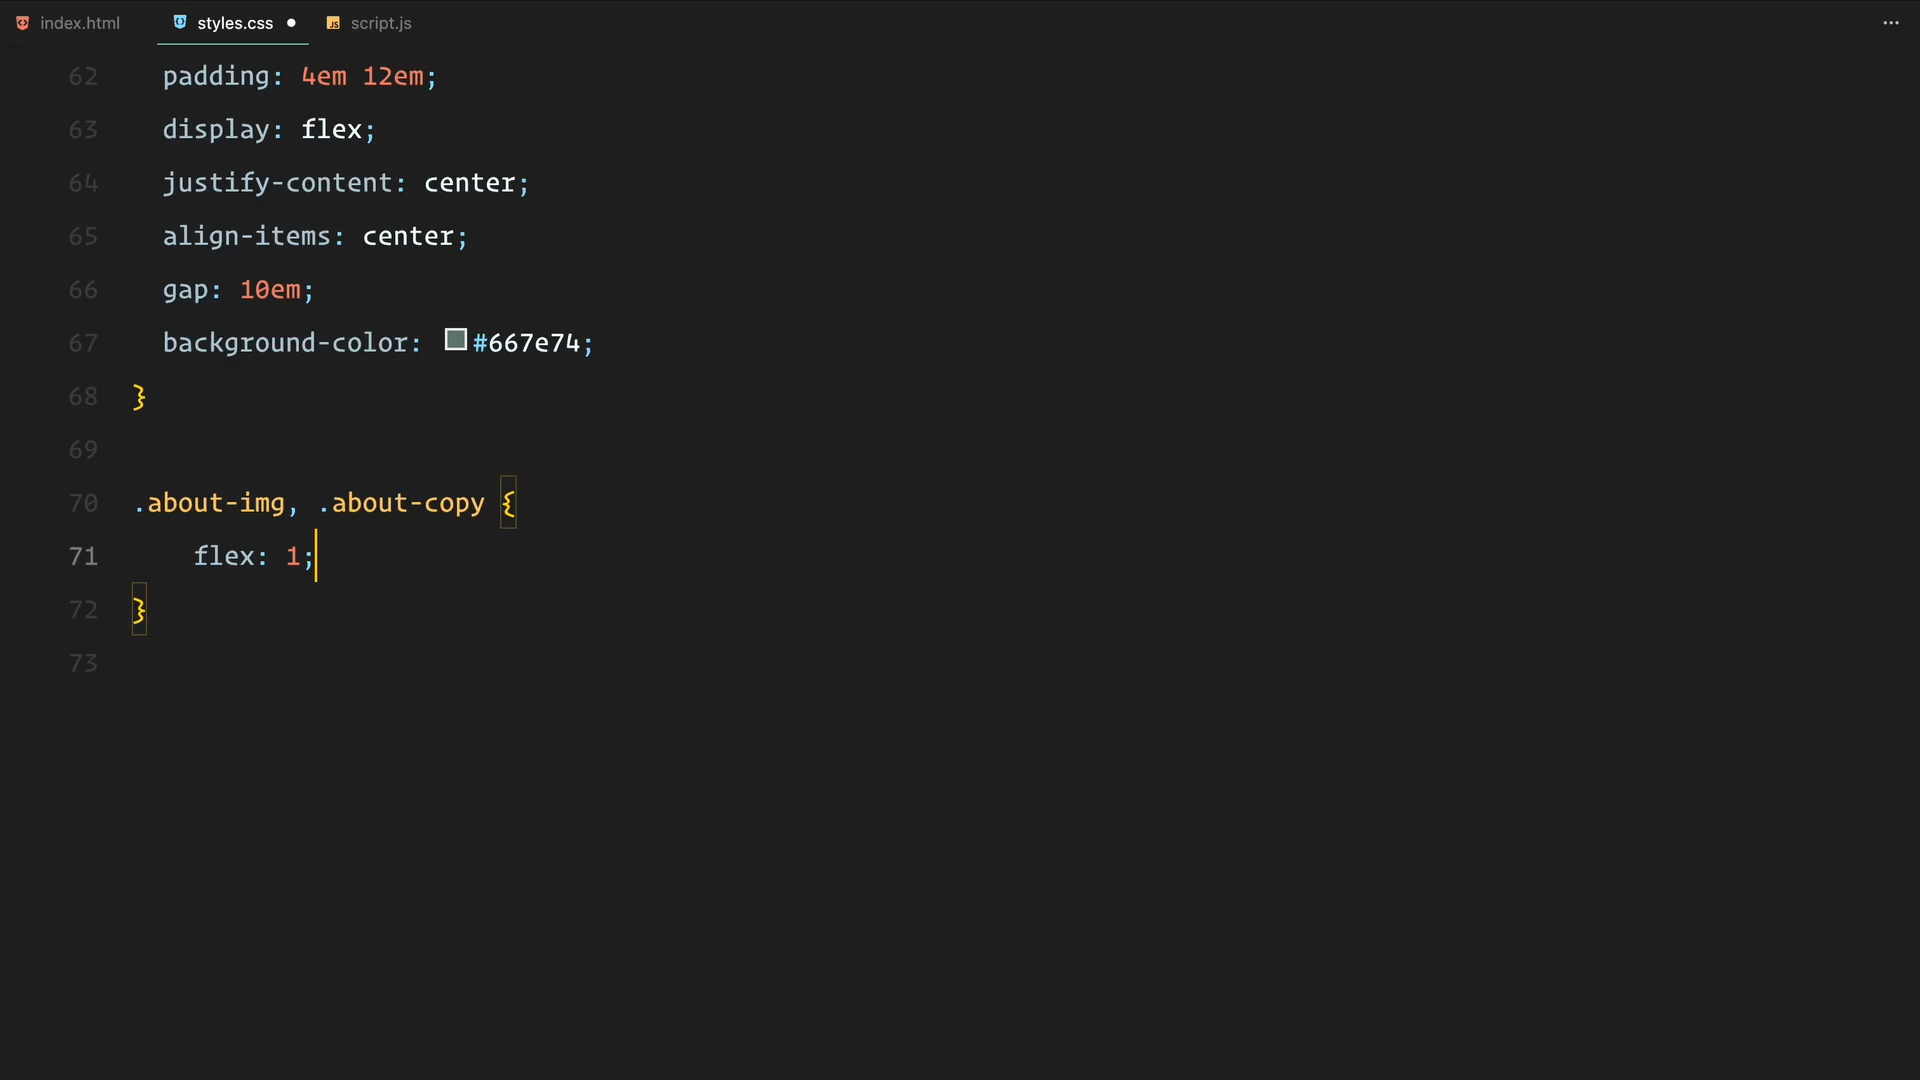 index.html styles.css script.js
62 padding: 4em 12em;
63 display: flex;
64 justify-content: center;
65 align-items: center;
66 gap: 10em;
67 background-color: #667e74;
68 }
69
70 .about-img, .about-copy {
71 flex: 1;
72 }
73